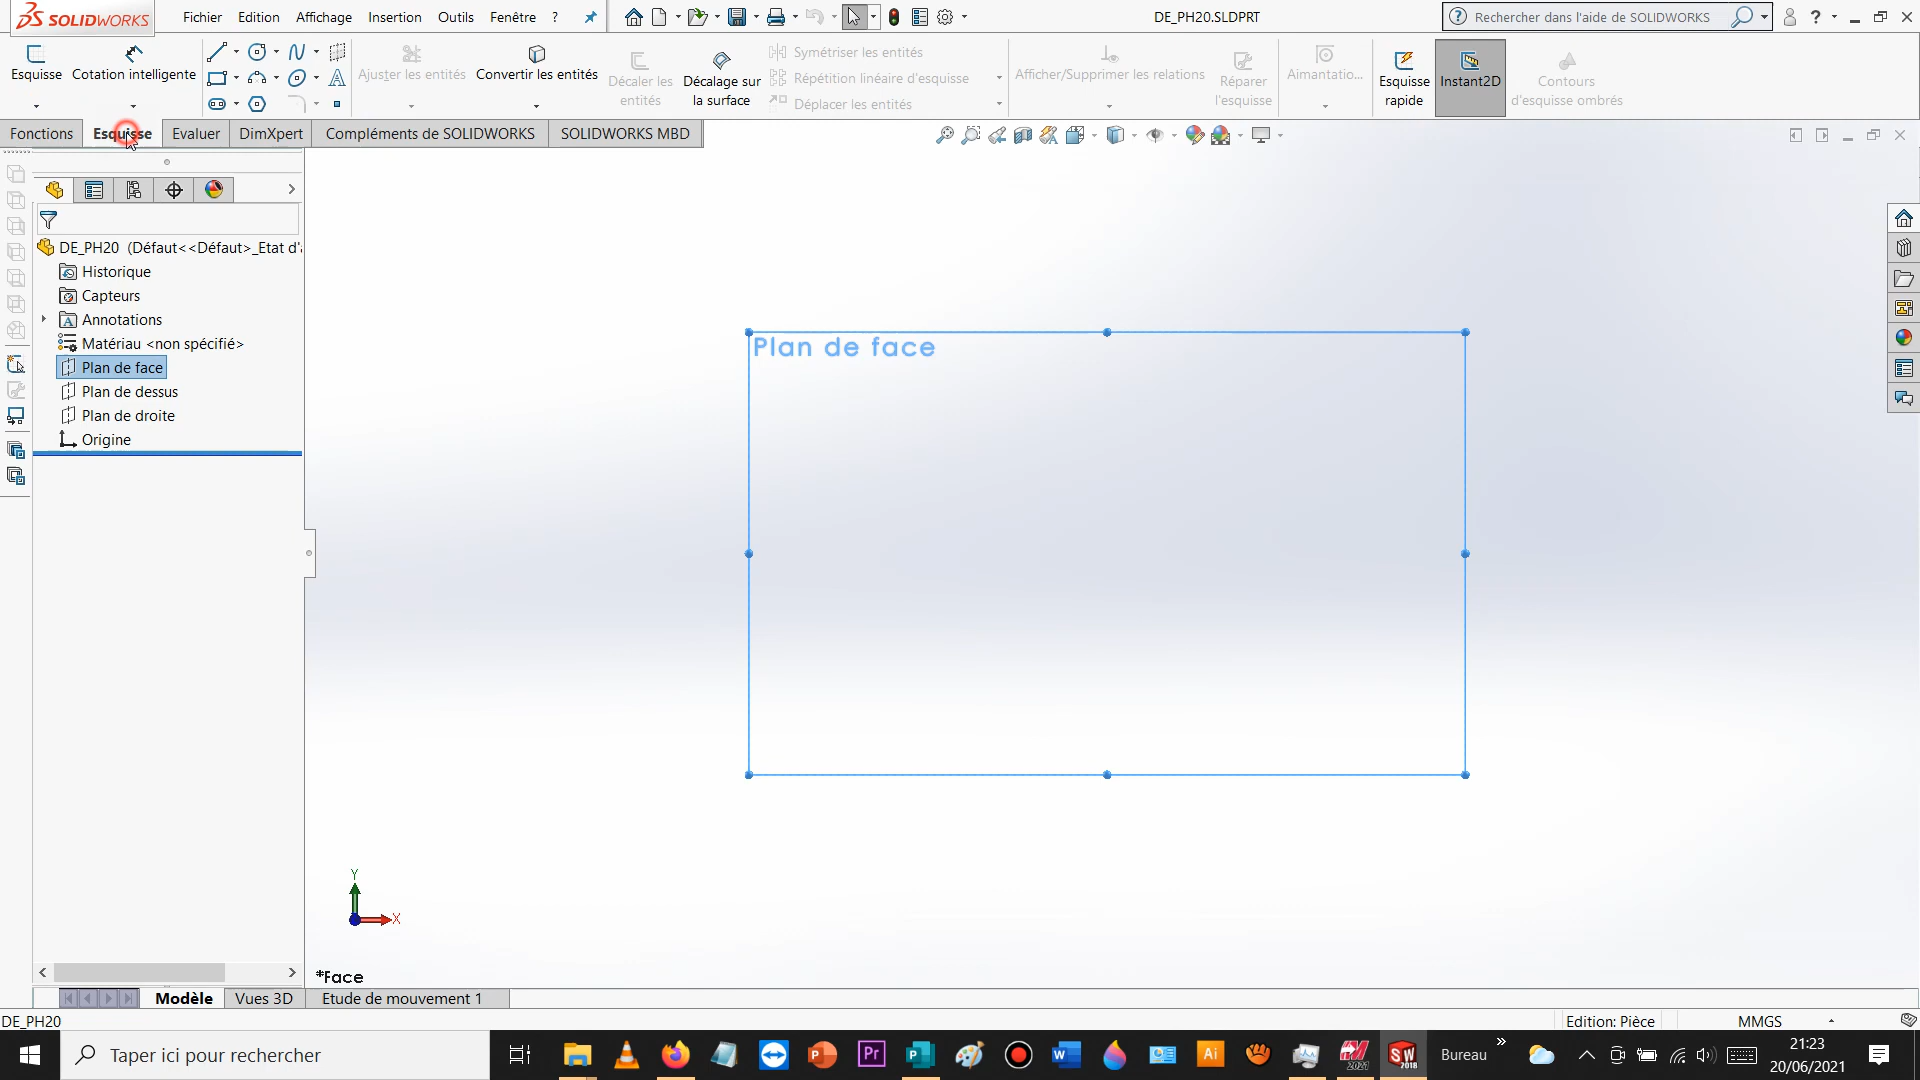 SOLIDWORKS
Fichier Edition Affichage Insertion Outils Fenêtre ?
DE_PH20.SLDPRT
Rechercher dans l'aide de SOLIDWORKS
?
Esquisse
Cotation intelligente
Ajuster les entités
Convertir les entités
Décaler les entités
Décalage sur la surface
Symétriser les entités
Répétition linéaire d'esquisse
Déplacer les entités
Afficher/Supprimer les relations
Réparer l'esquisse
Aimantatio...
Esquisse rapide
Instant2D
Contours d'esquisse ombrés
Fonctions Esquisse Evaluer DimXpert Compléments de SOLIDWORKS SOLIDWORKS MBD
DE_PH20 (Défaut<<Défaut>_Etat d'a
Historique
Capteurs
Annotations
Matériau <non spécifié>
Plan de face
Plan de dessus
Plan de droite
Origine
Plan de face
Y
X
*Face
Modèle Vues 3D Etude de mouvement 1
DE_PH20
Edition: Pièce
MMGS
Taper ici pour rechercher
Pr
Ai
2021
SW
2018
Bureau
21:23
20/06/2021